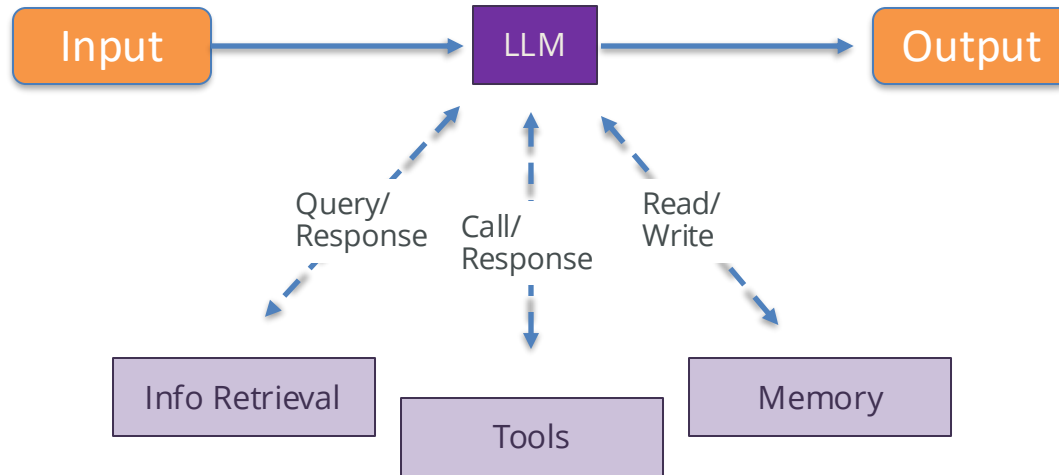 Input
LLM
Output
Query/
Response
Call/
Response
Read/
Write
Info Retrieval
Tools
Memory